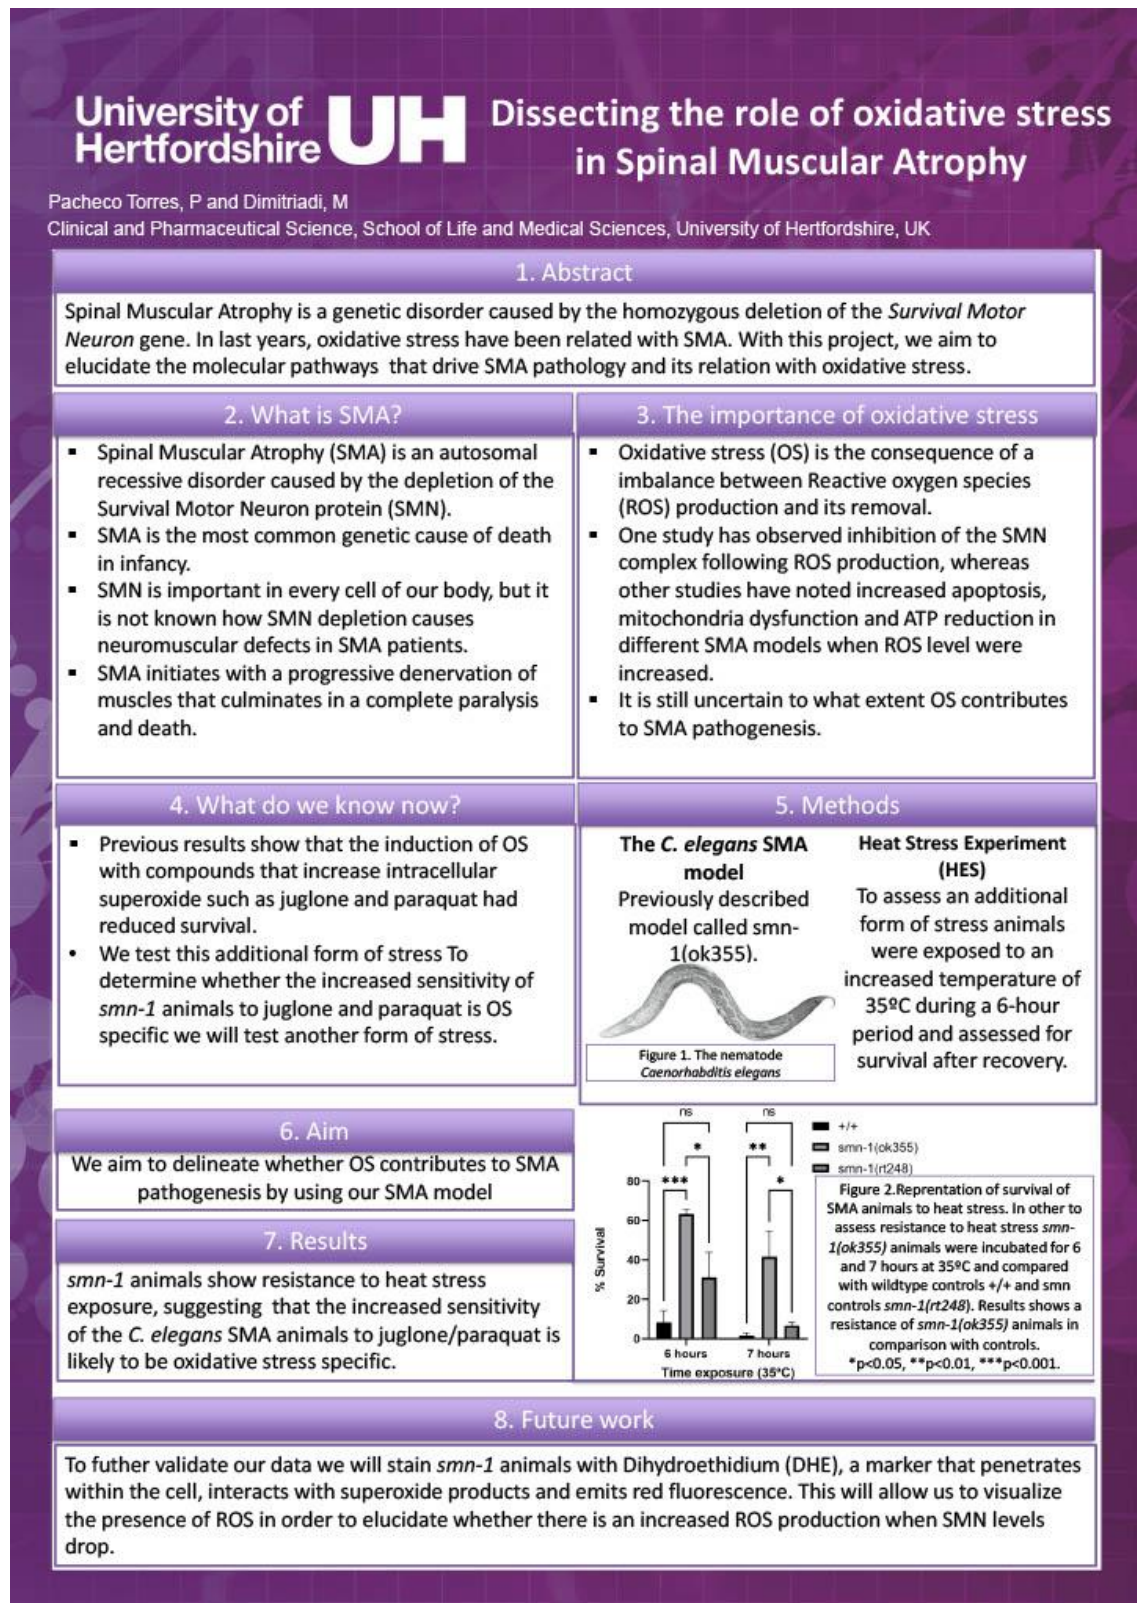 University of
Hertfordshire UH
Dissecting the role of oxidative stress
in Spinal Muscular Atrophy
Pacheco Torres, P and Dimitriadi, M
Clinical and Pharmaceutical Science, School of Life and Medical Sciences, University of Hertfordshire, UK
1. Abstract
Spinal Muscular Atrophy is a genetic disorder caused by the homozygous deletion of the Survival Motor
Neuron gene. In last years, oxidative stress have been related with SMA. With this project, we aim to
elucidate the molecular pathways that drive SMA pathology and its relation with oxidative stress.
2. What is SMA?
▪ Spinal Muscular Atrophy (SMA) is an autosomal
recessive disorder caused by the depletion of the
Survival Motor Neuron protein (SMN).
▪ SMA is the most common genetic cause of death
in infancy.
▪ SMN is important in every cell of our body, but it
is not known how SMN depletion causes
neuromuscular defects in SMA patients.
▪ SMA initiates with a progressive denervation of
muscles that culminates in a complete paralysis
and death.
3. The importance of oxidative stress
▪ Oxidative stress (OS) is the consequence of a
imbalance between Reactive oxygen species
(ROS) production and its removal.
▪ One study has observed inhibition of the SMN
complex following ROS production, whereas
other studies have noted increased apoptosis,
mitochondria dysfunction and ATP reduction in
different SMA models when ROS level were
increased.
▪ It is still uncertain to what extent OS contributes
to SMA pathogenesis.
4. What do we know now?
▪ Previous results show that the induction of OS
with compounds that increase intracellular
superoxide such as juglone and paraquat had
reduced survival.
• We test this additional form of stress To
determine whether the increased sensitivity of
smn-1 animals to juglone and paraquat is OS
specific we will test another form of stress.
5. Methods
The C. elegans SMA
model
Previously described
model called smn-
1(ok355).
Figure 1. The nematode
Caenorhabditis elegans
Heat Stress Experiment
(HES)
To assess an additional
form of stress animals
were exposed to an
increased temperature of
35ºC during a 6-hour
period and assessed for
survival after recovery.
6. Aim
We aim to delineate whether OS contributes to SMA
pathogenesis by using our SMA model
7. Results
smn-1 animals show resistance to heat stress
exposure, suggesting that the increased sensitivity
of the C. elegans SMA animals to juglone/paraquat is
likely to be oxidative stress specific.
ns ns
* **
*** *
+/+
smn-1(ok355)
smn-1(rt248)
% Survival
80
60
40
20
0
6 hours 7 hours
Time exposure (35ºC)
Figure 2.Reprentation of survival of
SMA animals to heat stress. In other to
assess resistance to heat stress smn-
1(ok355) animals were incubated for 6
and 7 hours at 35ºC and compared
with wildtype controls +/+ and smn
controls smn-1(rt248). Results shows a
resistance of smn-1(ok355) animals in
comparison with controls.
*p<0.05, **p<0.01, ***p<0.001.
8. Future work
To futher validate our data we will stain smn-1 animals with Dihydroethidium (DHE), a marker that penetrates
within the cell, interacts with superoxide products and emits red fluorescence. This will allow us to visualize
the presence of ROS in order to elucidate whether there is an increased ROS production when SMN levels
drop.